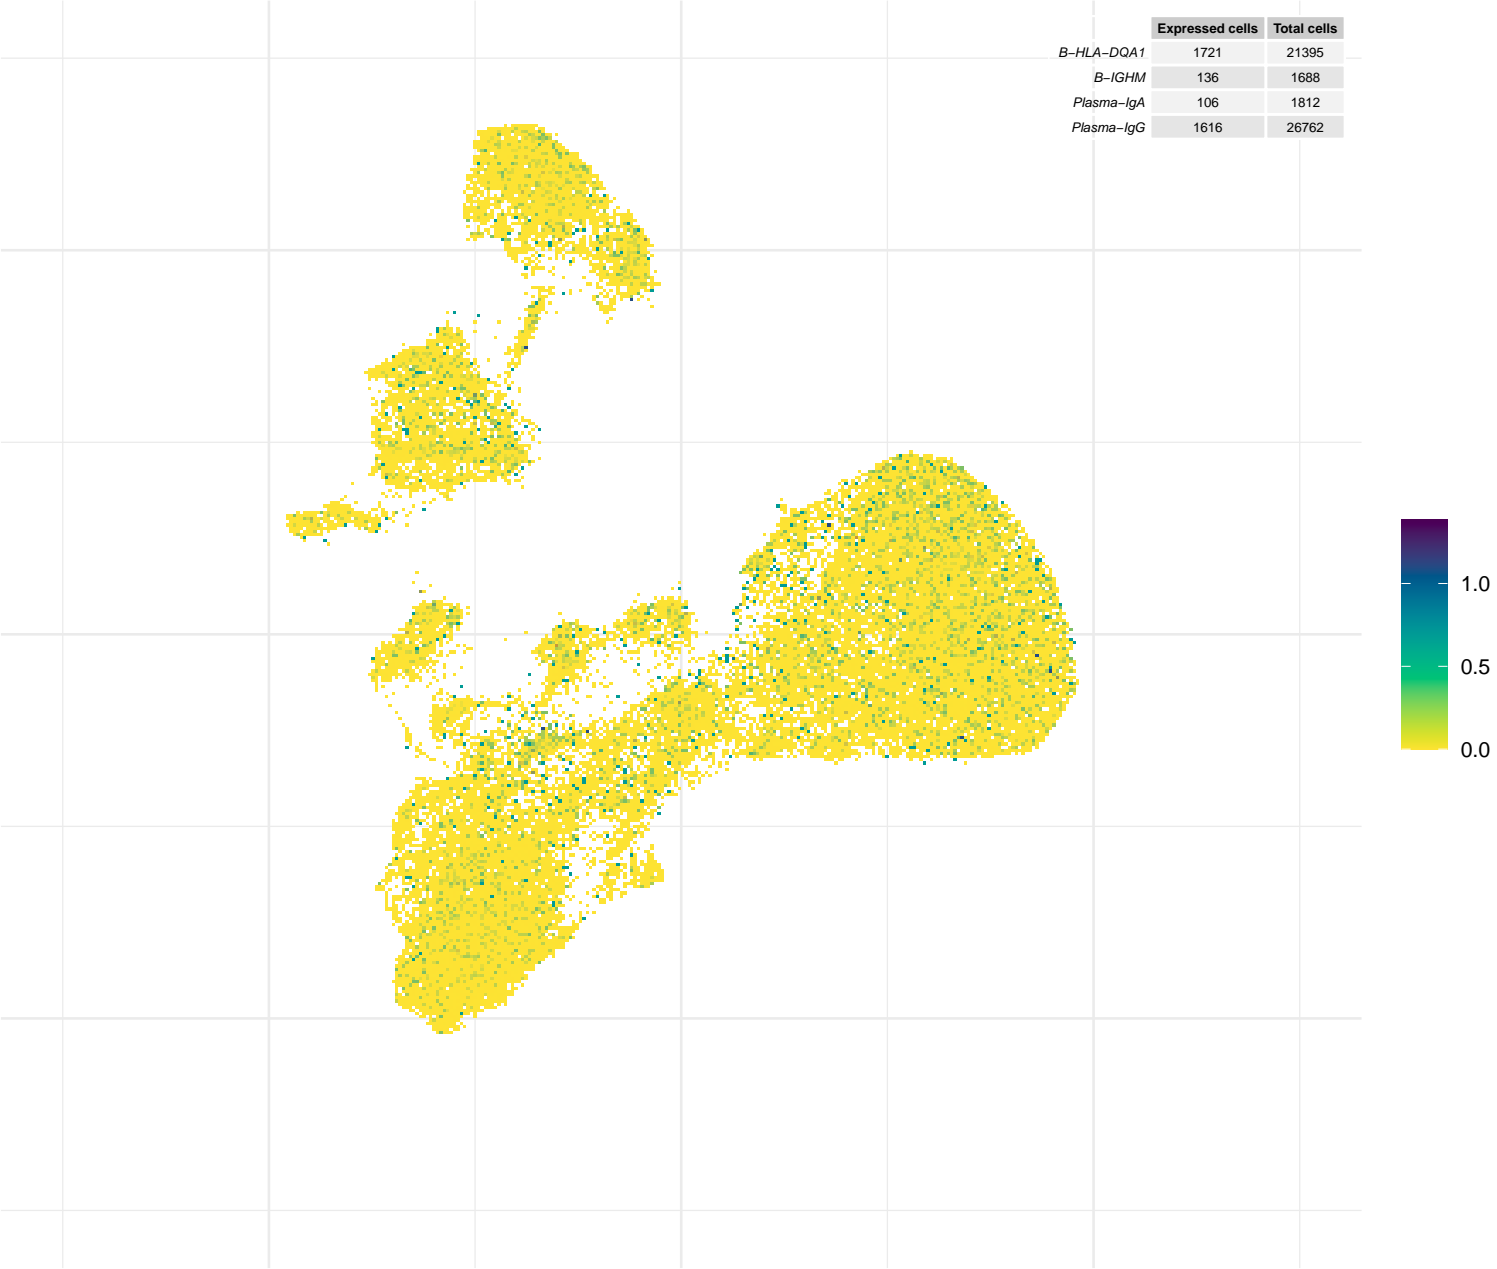 Expressed cells Total cells
B−HLA−DQA1 1721 21395
B−IGHM 136 1688
Plasma−IgA 106 1812
Plasma−IgG 1616 26762
1.0
0.5
0.0